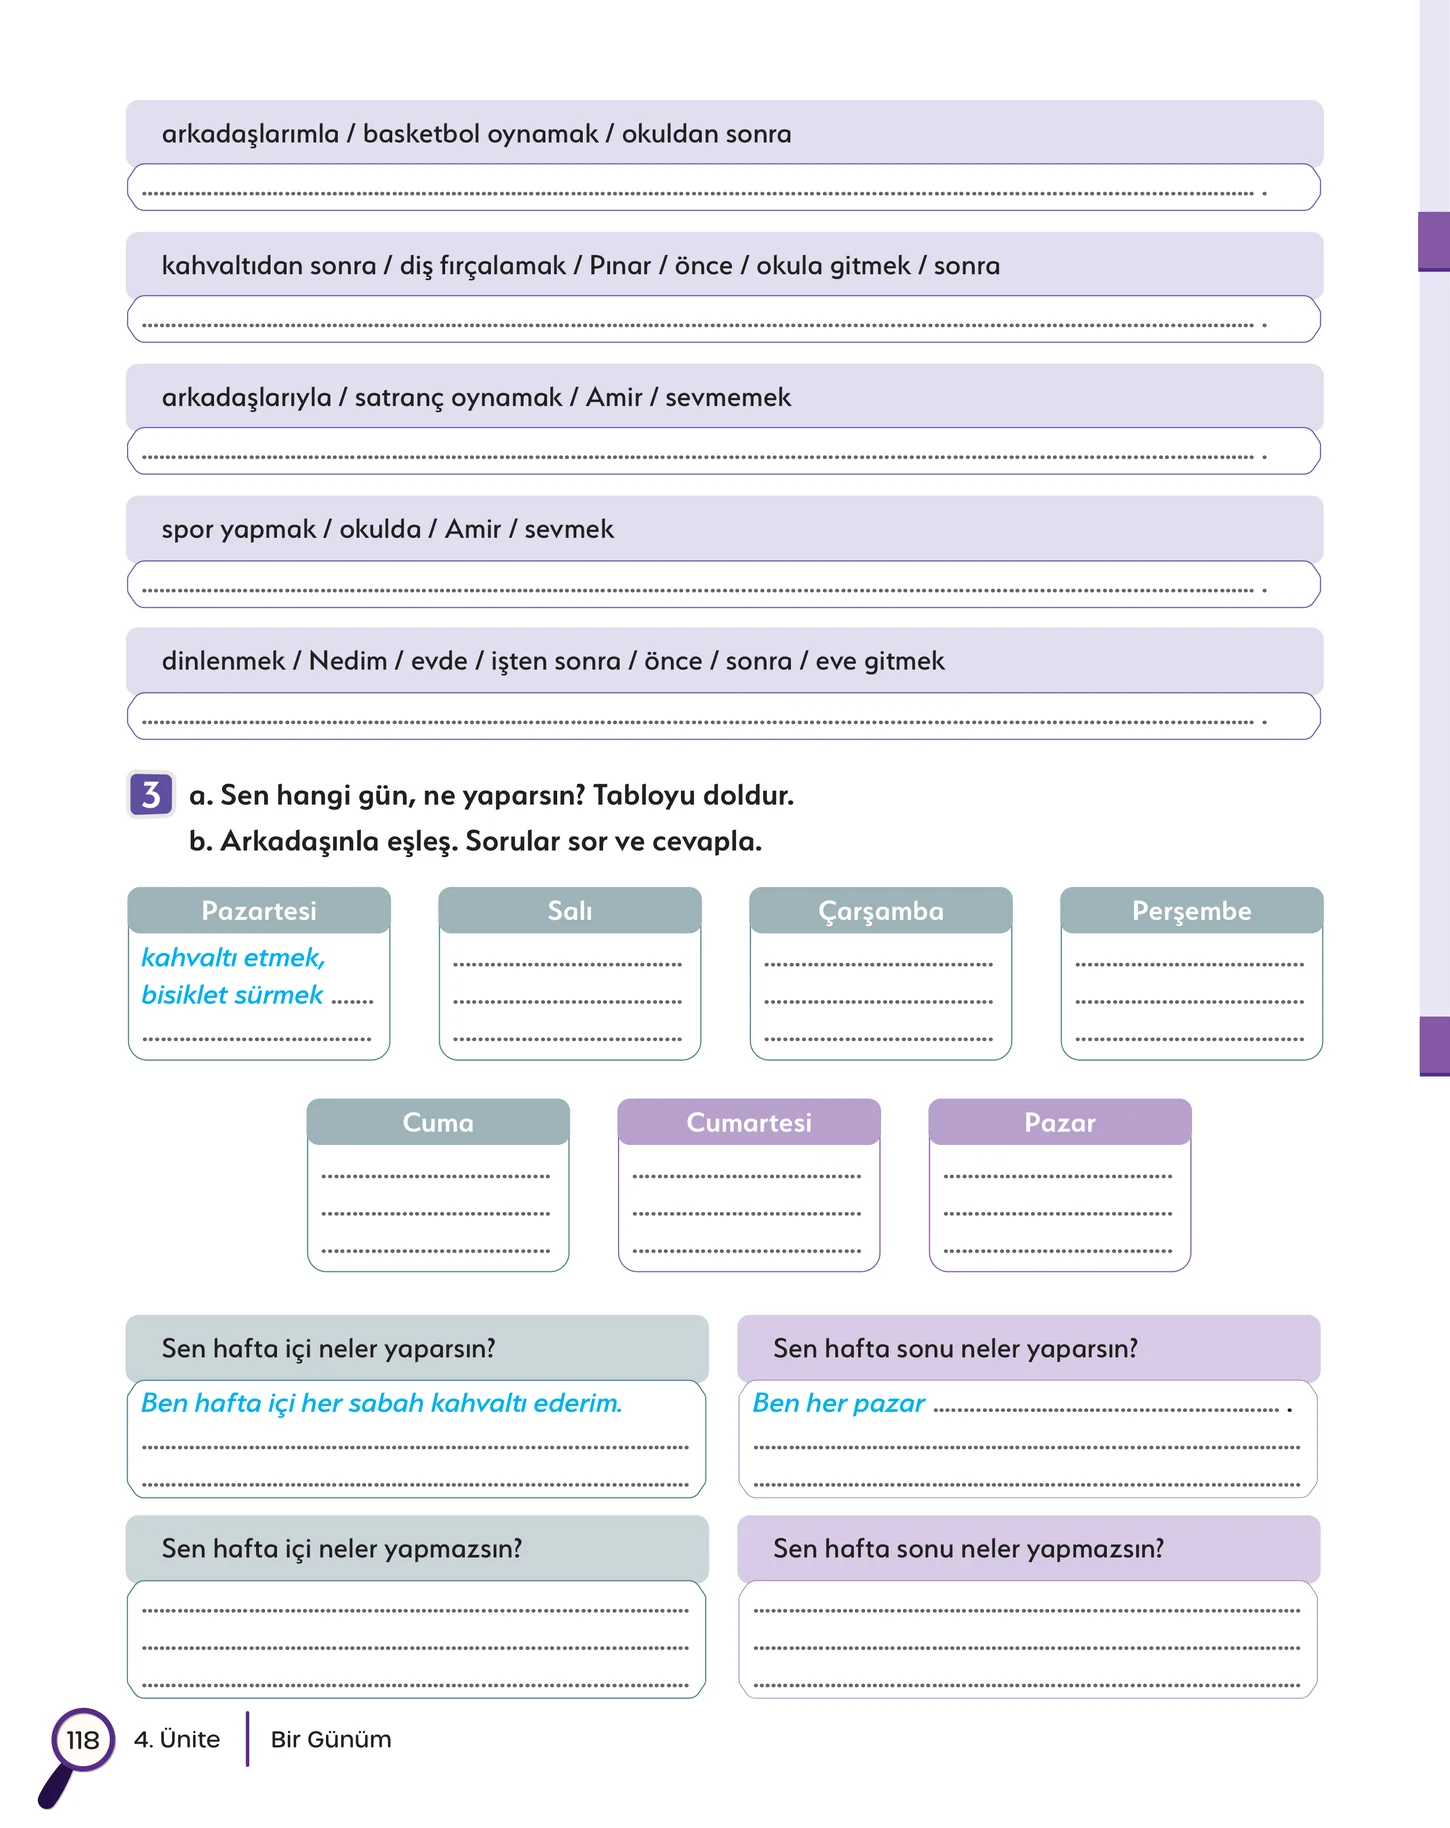 arkadaşlarımla / basketbol oynamak / okuldan sonra
.
kahvaltıdan sonra / diş fırçalamak / Pınar / önce / okula gitmek / sonra
.
arkadaşlarıyla / satranç oynamak / Amir / sevmemek
.
spor yapmak / okulda / Amir / sevmek
.
dinlenmek / Nedim / evde / işten sonra / önce / sonra / eve gitmek
.
3 a. Sen hangi gün, ne yaparsın? Tabloyu doldur.
b. Arkadaşınla eşleş. Sorular sor ve cevapla.
Pazartesi
kahvaltı etmek,
bisiklet sürmek .......
Salı
Çarşamba
Perşembe
Cuma
Cumartesi
Pazar
Sen hafta içi neler yaparsın?
Ben hafta içi her sabah kahvaltı ederim.
Sen hafta sonu neler yaparsın?
Ben her pazar .......................................................... .
Sen hafta içi neler yapmazsın?
Sen hafta sonu neler yapmazsın?
118 4. Ünite | Bir Günüm